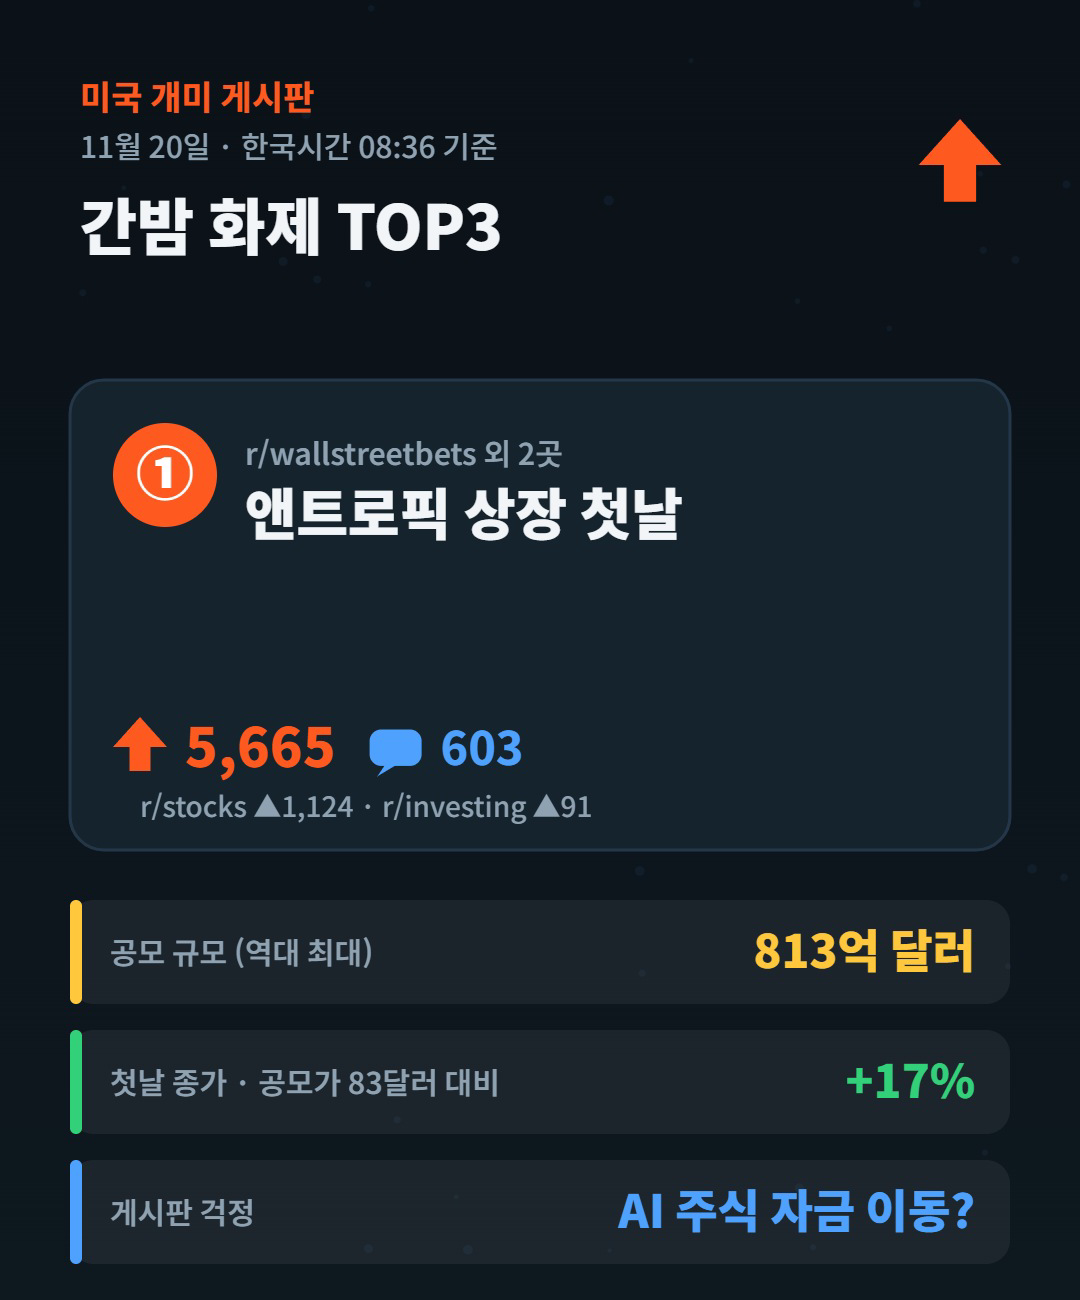 미국 개미 게시판
11월 20일 · 한국시간 08:36 기준
간밤 화제 TOP3
①
r/wallstreetbets 외 2곳
앤트로픽 상장 첫날
5,665 603
r/stocks ▲1,124 · r/investing ▲91
공모 규모 (역대 최대) 813억 달러
첫날 종가 · 공모가 83달러 대비 +17%
게시판 걱정 AI 주식 자금 이동?